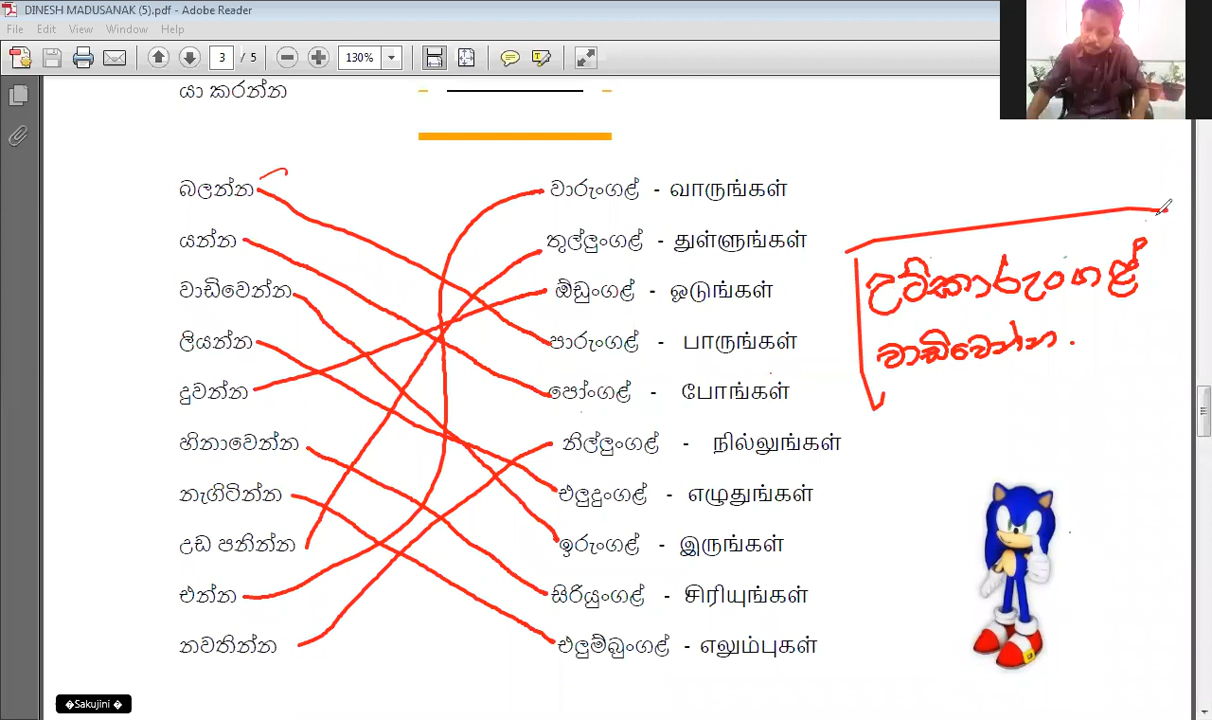 DINESH MADUSANAK (5).pdf - Adobe Reader
File Edit View Window Help
3 / 5 130%
යා කරන්න
බලන්න වාරුංගළ් - வாருங்கள்
යන්න තුල්ලුංගළ් - துள்ளுங்கள்
වාඩිවෙන්න ඕඩුංගළ් - ஓடுங்கள்
ලියන්න පාරුංගළ් - பாருங்கள்
දුවන්න පෝංගළ් - போங்கள்
හිනාවෙන්න නිල්ලුංගළ් - நில்லுங்கள்
නැගිටින්න එලුදුංගළ් - எழுதுங்கள்
උඩ පනින්න ඉරුංගළ් - இருங்கள்
එන්න සිරියුංගළ් - சிரியுங்கள்
නවතින්න එලුම්බුංගළ් - எலும்புகள்
උට්කාරුංගළ්
වාඩිවෙන්න.
�Sakujini �